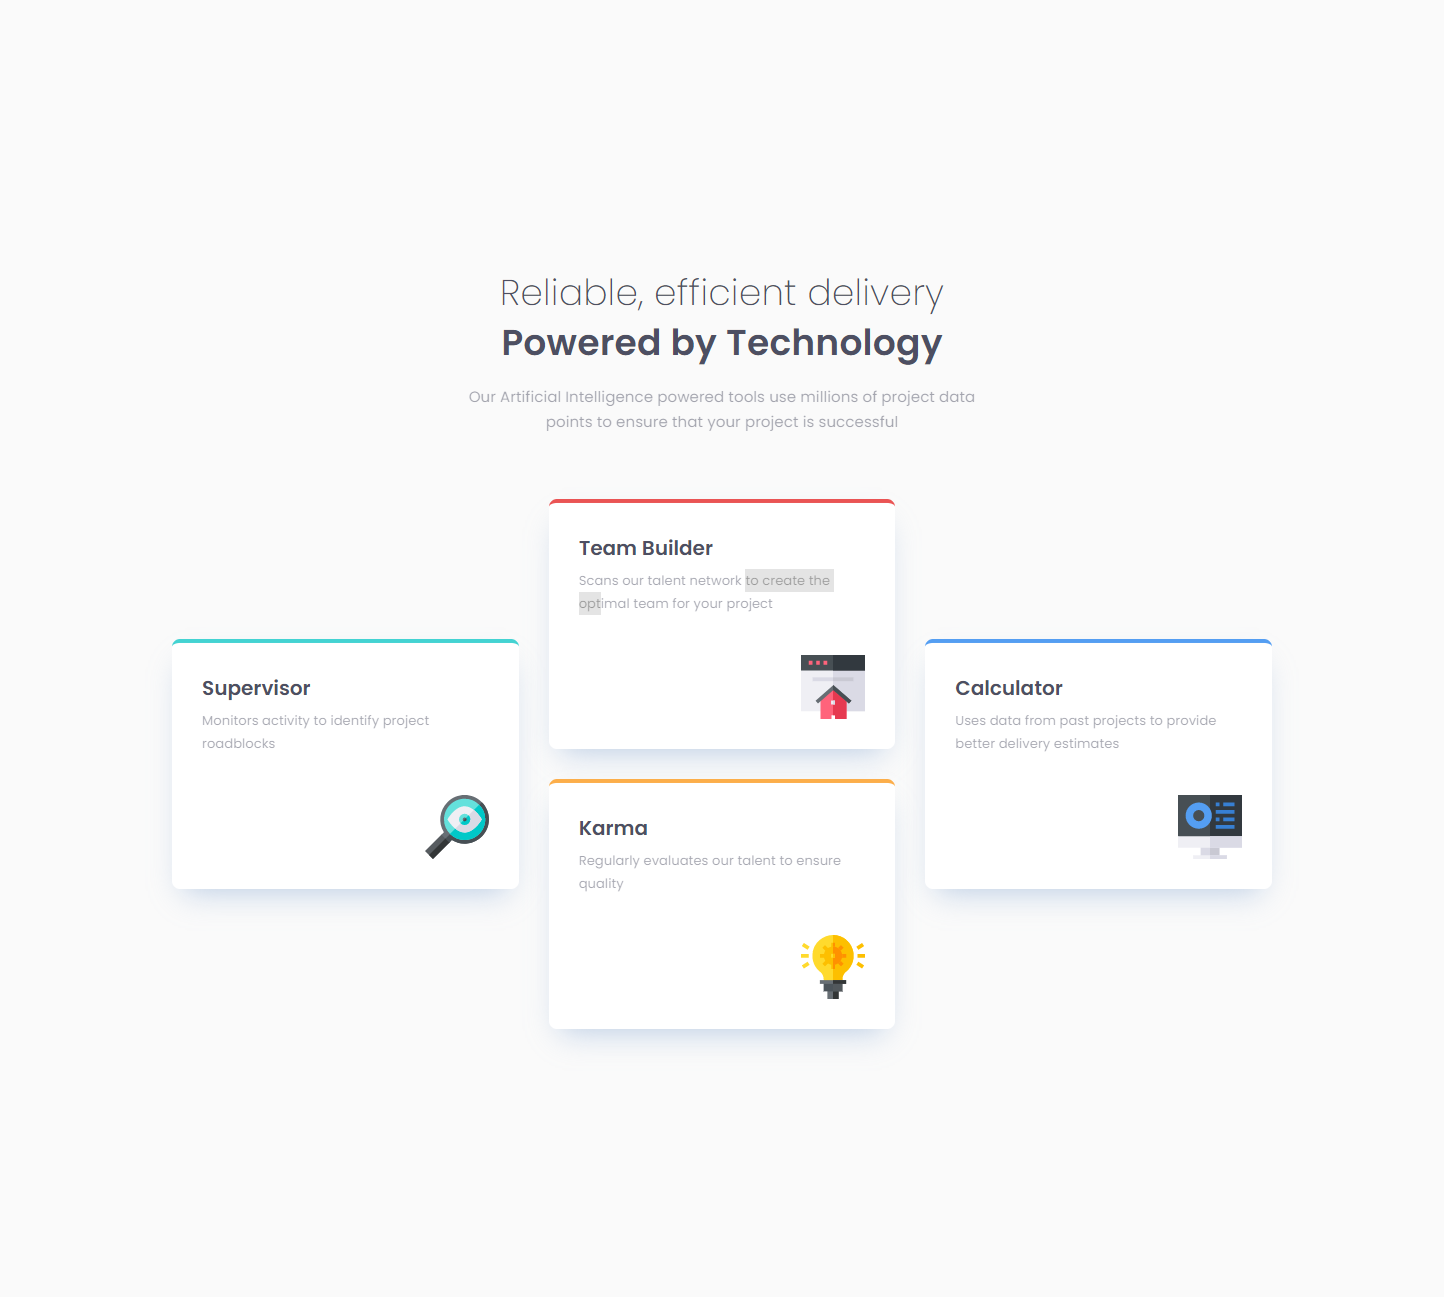 Reliable, efficient delivery
Powered by Technology
Our Artificial Intelligence powered tools use millions of project data
points to ensure that your project is successful
Supervisor
Monitors activity to identify project
roadblocks
Team Builder
Scans our talent network to create the
optimal team for your project
Karma
Regularly evaluates our talent to ensure
quality
Calculator
Uses data from past projects to provide
better delivery estimates